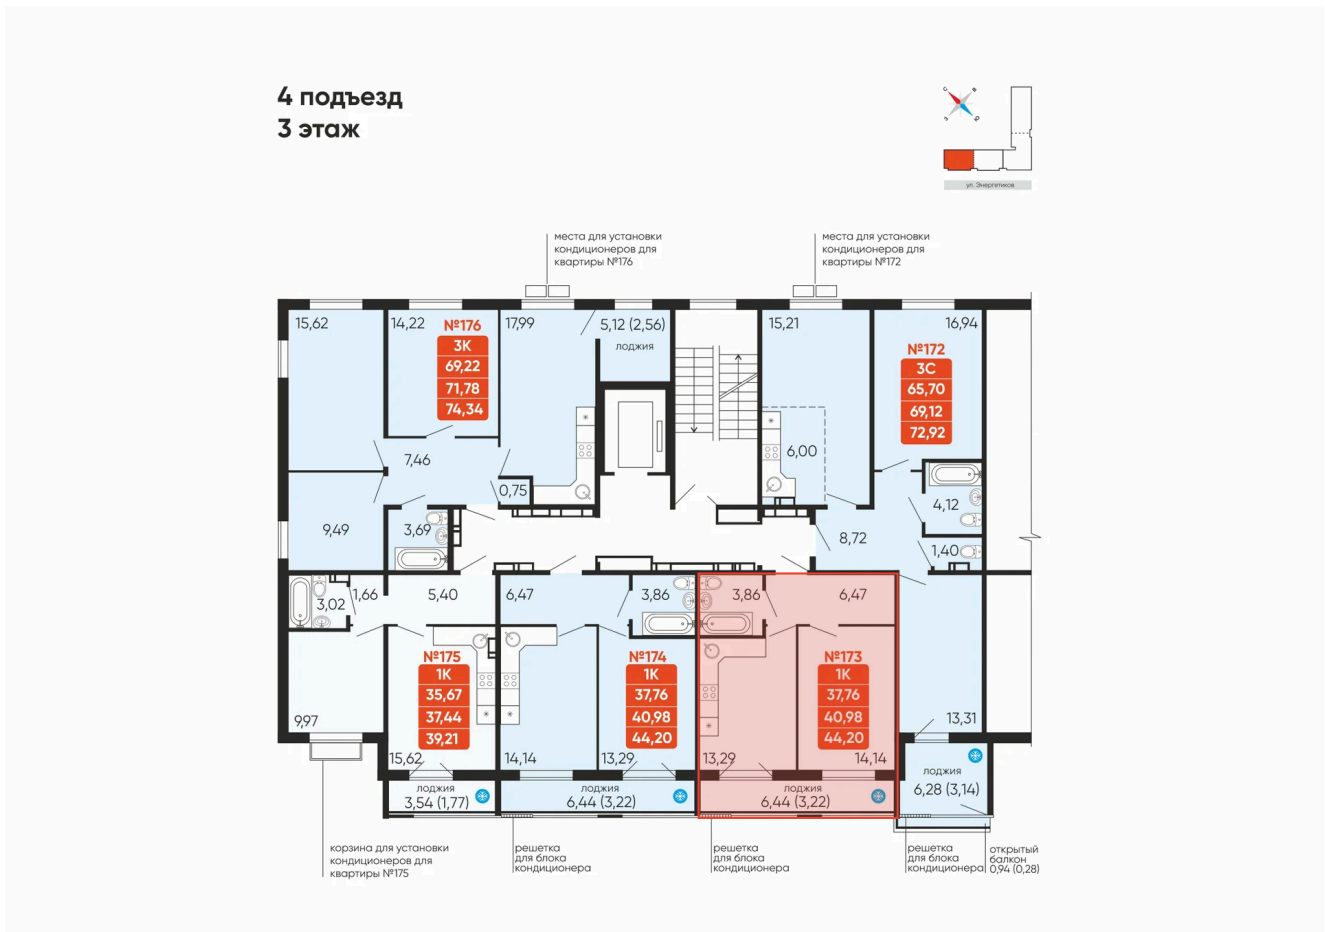 4 подъезд
3 этаж
С
В
З
Ю
ул. Энергетиков
места для установки
кондиционеров для
квартиры №176
места для установки
кондиционеров для
квартиры №172
15,62
14,22
№176
3К
69,22
71,78
74,34
17,99
5,12 (2,56)
лоджия
15,21
16,94
№172
3С
65,70
69,12
72,92
6,00
7,46
0,75
9,49
3,69
4,12
8,72
1,40
3,02
1,66
5,40
6,47
3,86
3,86
6,47
№175
1К
35,67
37,44
39,21
№174
1К
37,76
40,98
44,20
№173
1К
37,76
40,98
44,20
9,97
15,62
14,14
13,29
13,29
14,14
13,31
лоджия
3,54 (1,77)
лоджия
6,44 (3,22)
лоджия
6,44 (3,22)
лоджия
6,28 (3,14)
корзина для установки
кондиционеров для
квартиры №175
решетка
для блока
кондиционера
решетка
для блока
кондиционера
решетка
для блока
кондиционера
открытый
балкон
0,94 (0,28)